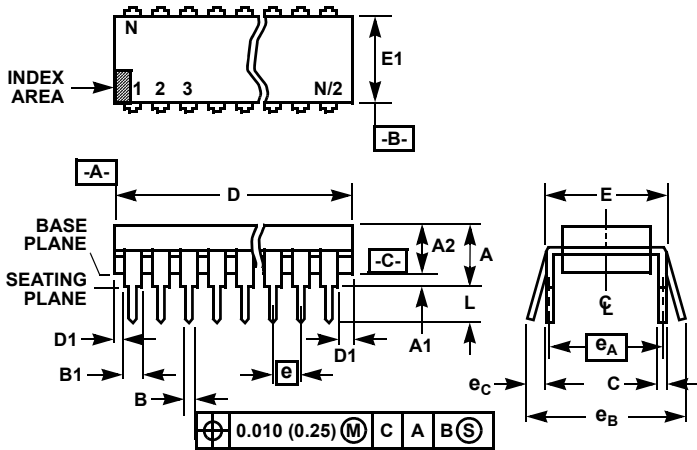 N
E1
INDEX
AREA
1 2 3 N/2
-B-
-A-
D
E
BASE
PLANE
A2
A
-C-
SEATING
PLANE
L
C
L
D1
A1
D1
e
eA
B1
eC
C
B
eB
0.010 (0.25) M C A B S